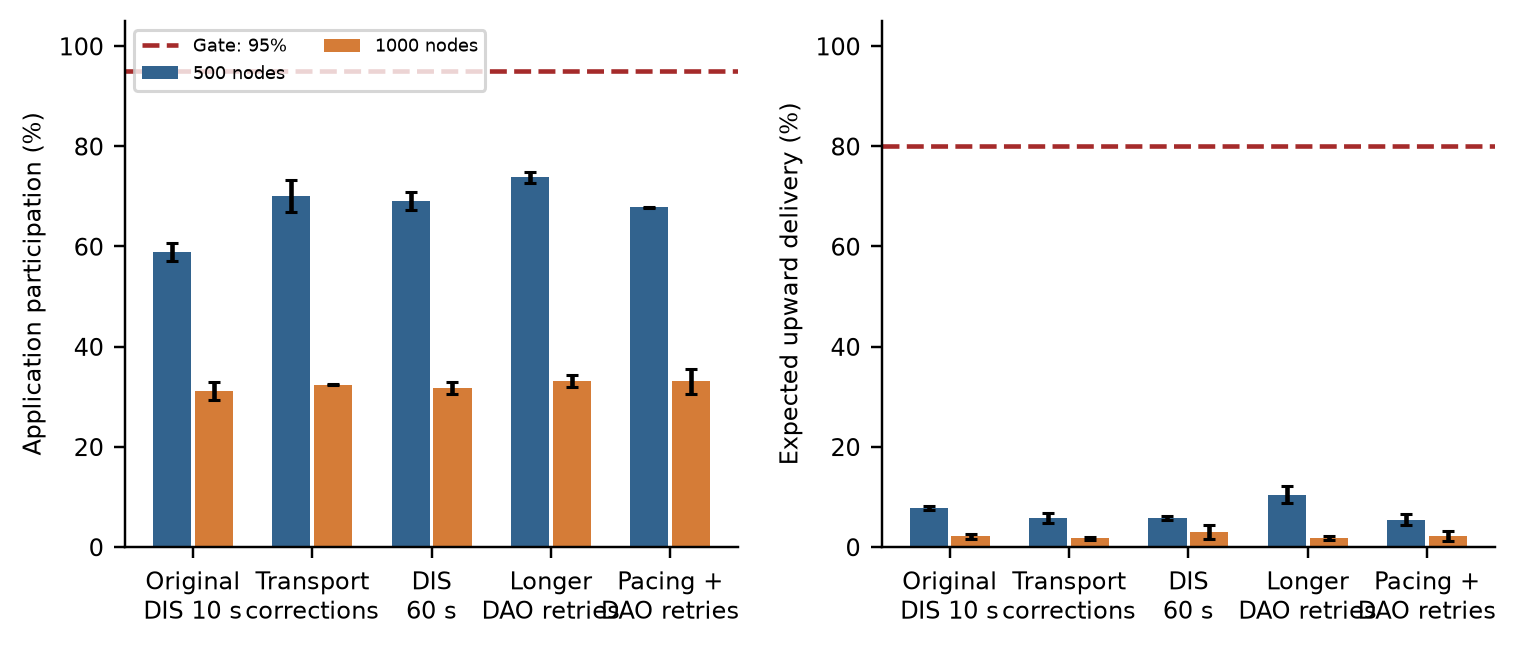 Application participation (%)
100
80
60
40
20
0
Gate: 95%
500 nodes
1000 nodes
Original
DIS 10 s
Transport
corrections
DIS
60 s
Longer
DAO retries
Pacing +
DAO retries
Expected upward delivery (%)
100
80
60
40
20
0
Original
DIS 10 s
Transport
corrections
DIS
60 s
Longer
DAO retries
Pacing +
DAO retries